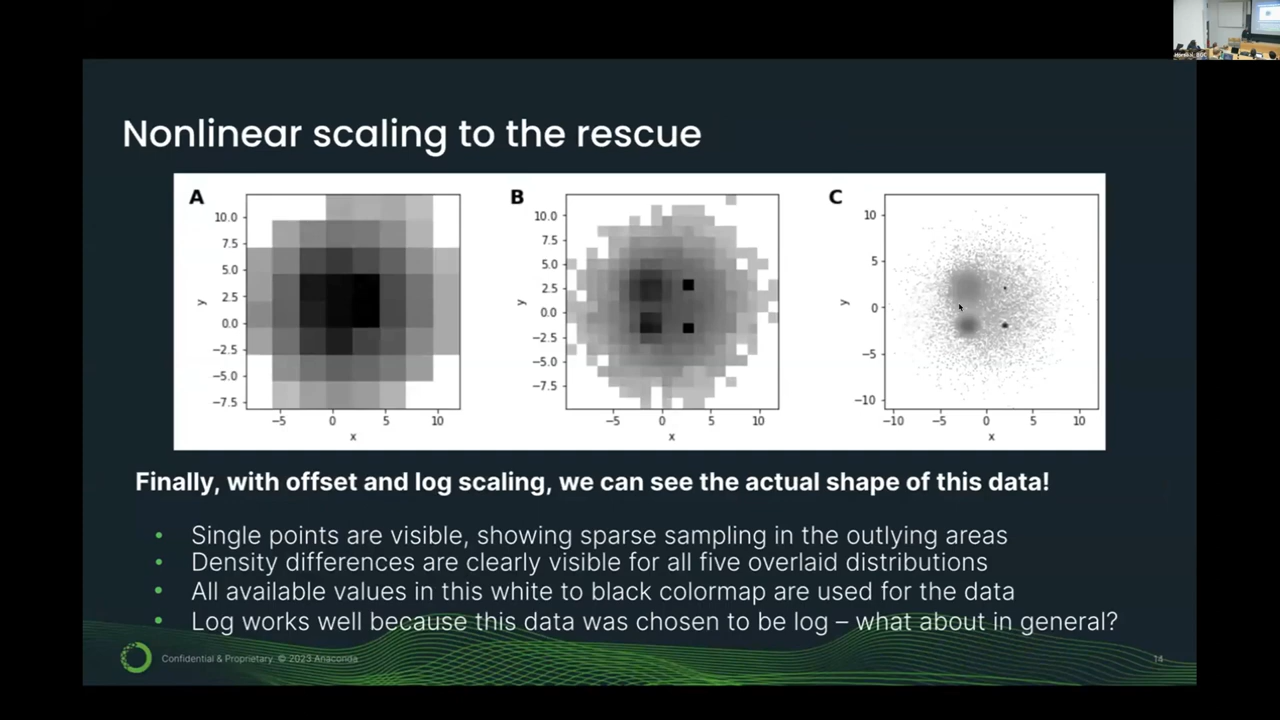 Nonlinear scaling to the rescue
A
10.0
7.5
5.0
2.5
0.0
−2.5
−5.0
−7.5
y
−5 0 5 10
x
B
10.0
7.5
5.0
2.5
0.0
−2.5
−5.0
−7.5
y
−5 0 5 10
x
C
10
5
0
−5
−10
y
−10 −5 0 5 10
x
Finally, with offset and log scaling, we can see the actual shape of this data!
• Single points are visible, showing sparse sampling in the outlying areas
• Density differences are clearly visible for all five overlaid distributions
• All available values in this white to black colormap are used for the data
• Log works well because this data was chosen to be log – what about in general?
Confidential & Proprietary. © 2023 Anaconda
14